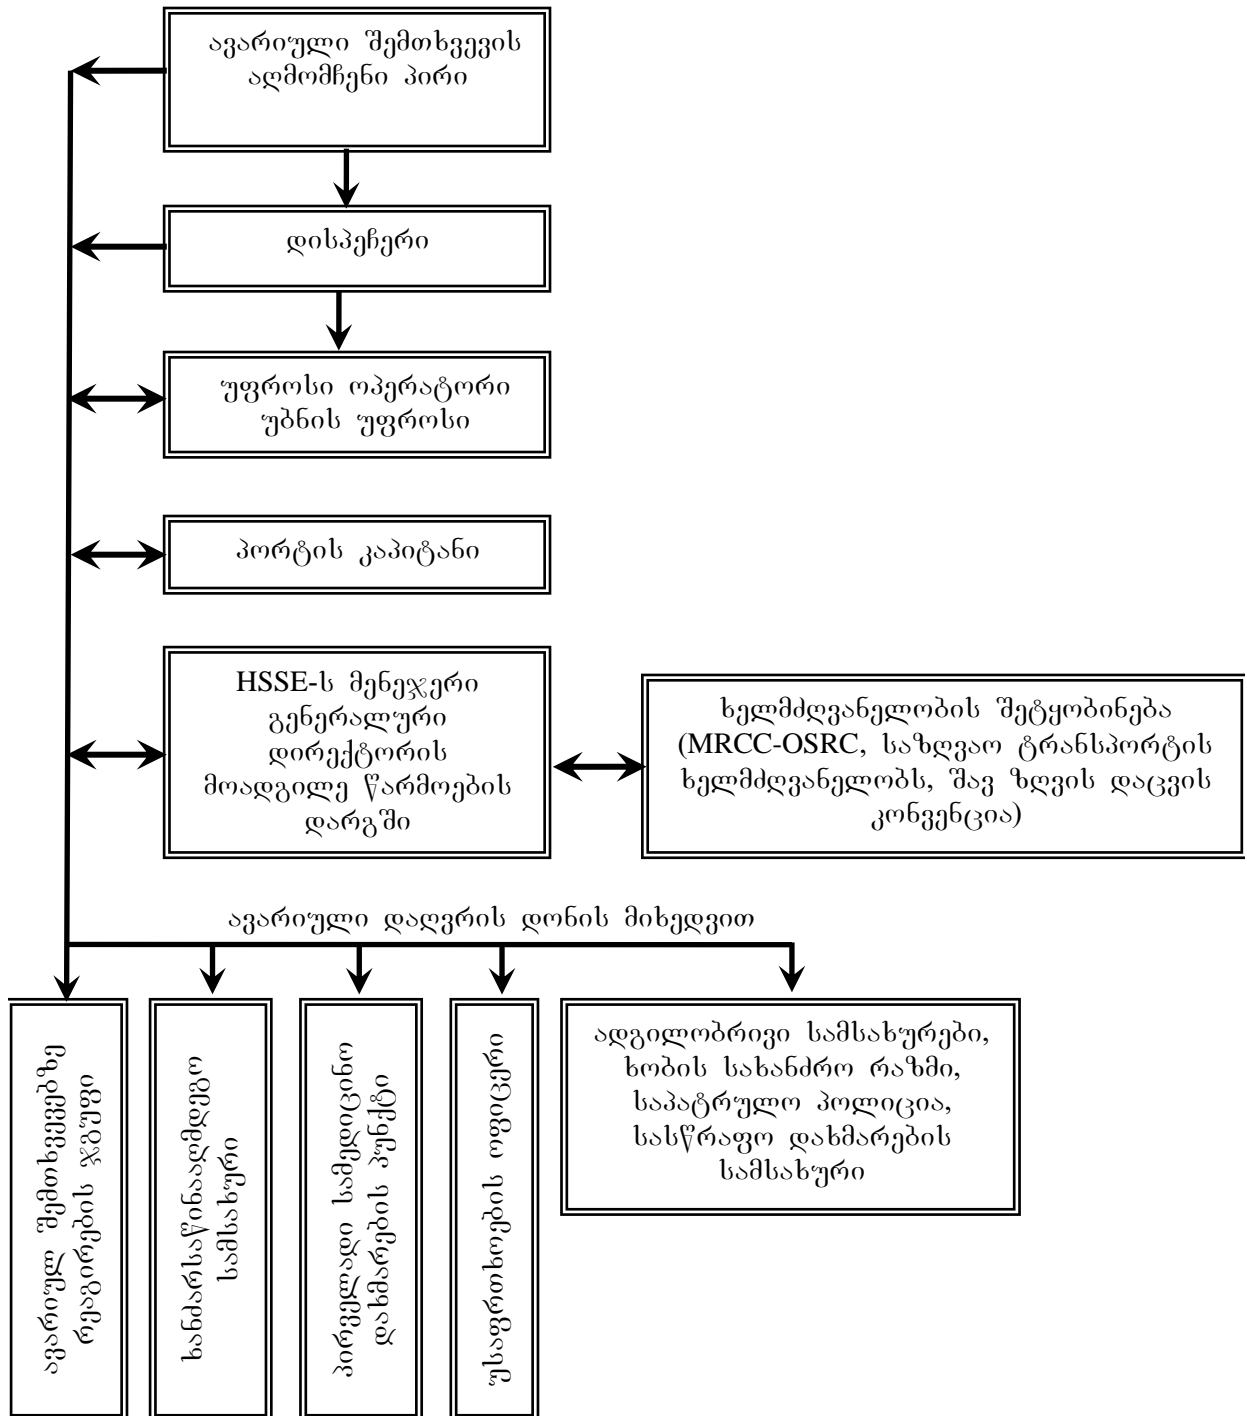 ავარიული შემთხვევის
აღმომჩენი პირი
დისპეჩერი
უფროსი ოპერატორი
უბნის უფროსი
პორტის კაპიტანი
HSSE-ს მენეჯერი
გენერალური
დირექტორის
მოადგილე წარმოების
დარგში
ხელმძღვანელობის შეტყობინება
(MRCC-OSRC, საზღვაო ტრანსპორტის
ხელმძღვანელობს, შავ ზღვის დაცვის
კონვენცია)
ავარიული დაღვრის დონის მიხედვით
ავარიულ შემთხვევებზე
რეაგირების ჯგუფი
ხანძარსაწინააღმდეგო
სამსახური
პირველადი სამედიცინო
დახმარების პუნქტი
უსაფრთხოების ოფიცერი
ადგილობრივი სამსახურები,
ხობის სახანძრო რაზმი,
საპატრულო პოლიცია,
სასწრაფო დახმარების
სამსახური